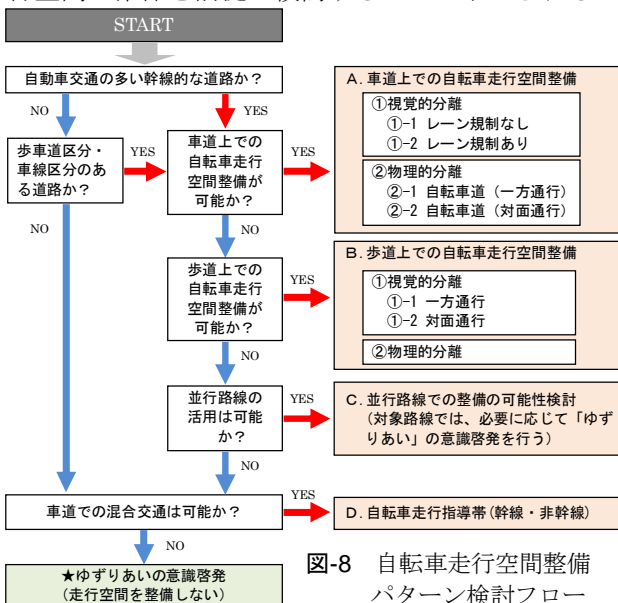 START
自動車交通の多い幹線的な道路か？
NO
YES
歩車道区分・
車線区分のあ
る道路か？
YES
車道上での
自転車走行
空間整備が
可能か？
YES
A．車道上での自転車走行空間整備
①視覚的分離
①-1 レーン規制なし
①-2 レーン規制あり
②物理的分離
②-1 自転車道（一方通行）
②-2 自転車道（対面通行）
NO
NO
歩道上での
自転車走行
空間整備が
可能か？
YES
B．歩道上での自転車走行空間整備
①視覚的分離
①-1 一方通行
①-2 対面通行
②物理的分離
NO
並行路線の
活用は可能
か？
YES
C．並行路線での整備の可能性検討
（対象路線では、必要に応じて「ゆず
りあい」の意識啓発を行う）
NO
車道での混合交通は可能か？
YES
D．自転車走行指導帯(幹線・非幹線)
NO
★ゆずりあいの意識啓発
（走行空間を整備しない）
図-8 自転車走行空間整備
パターン検討フロー